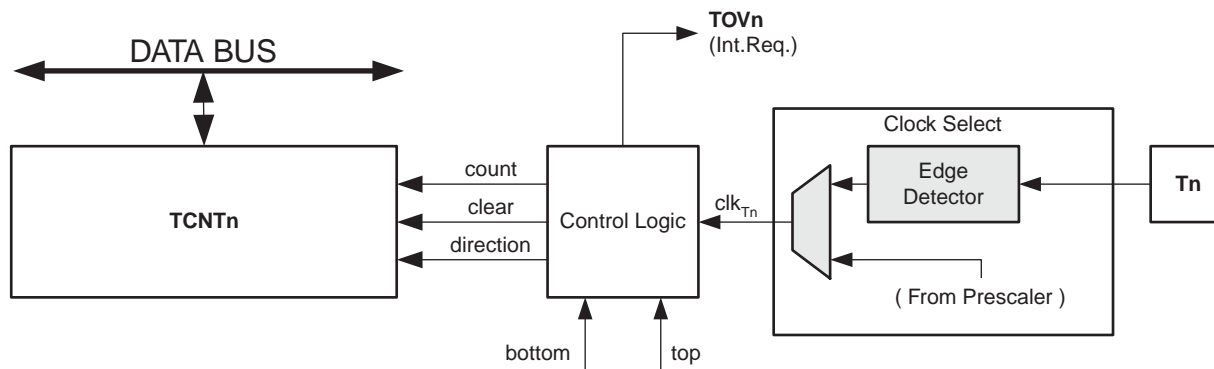 TOVn
(Int.Req.)
DATA BUS
Clock Select
count
clear
direction
TCNTn
Control Logic
clkTn
Edge
Detector
Tn
( From Prescaler )
bottom
top